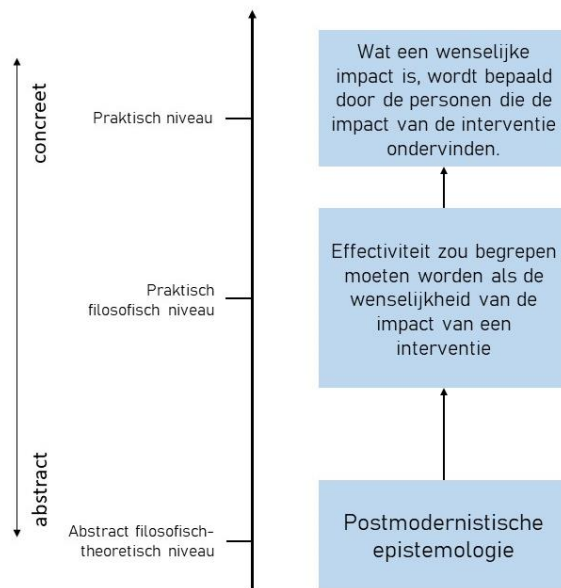 concreet
abstract
Praktisch niveau
Praktisch
filosofisch niveau
Abstract filosofisch-
theoretisch niveau
Wat een wenselijke
impact is, wordt bepaald
door de personen die de
impact van de interventie
ondervinden.
Effectiviteit zou begrepen
moeten worden als de
wenselijkheid van de
impact van een
interventie
Postmodernistische
epistemologie